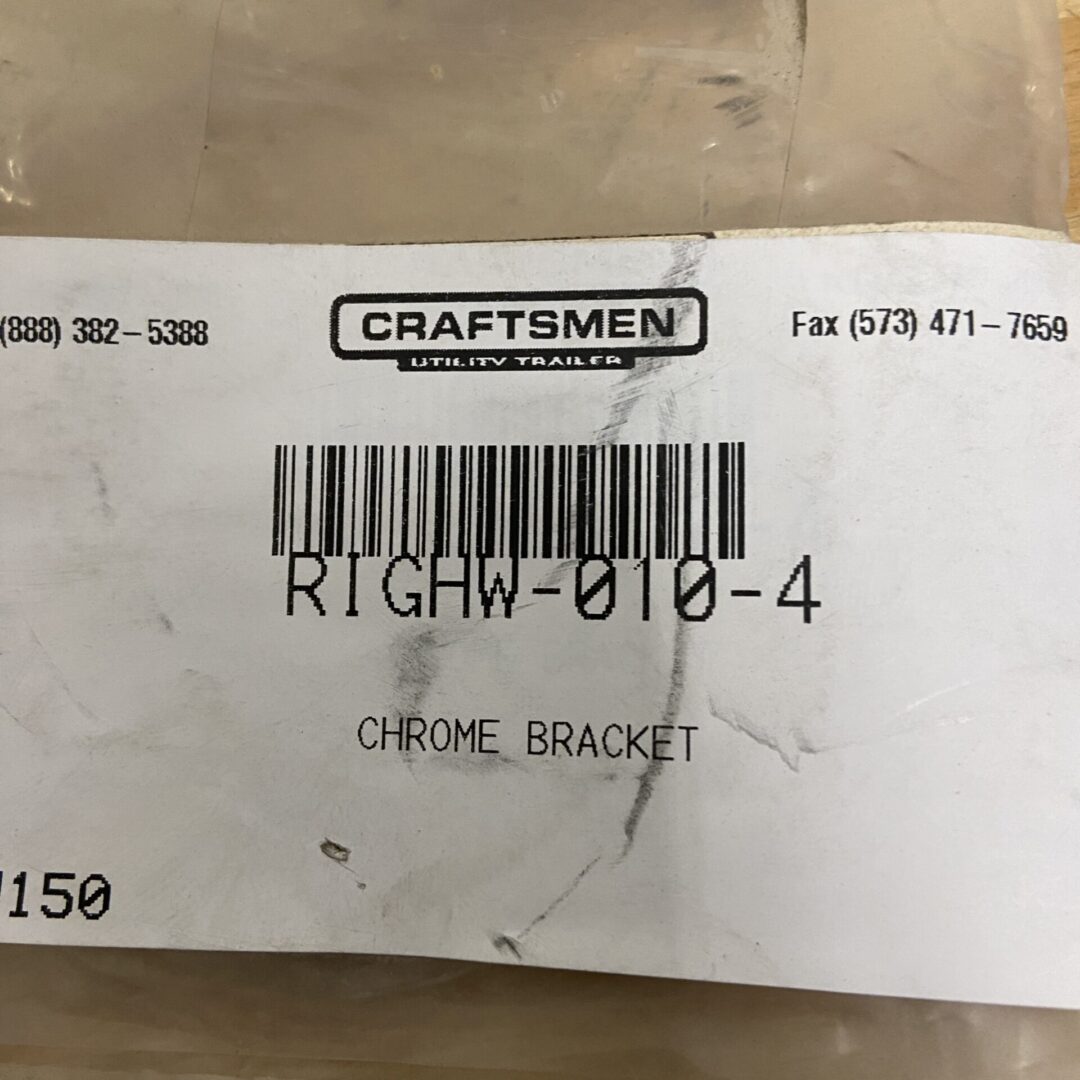 (888) 382-5388
CRAFTSMEN
UTILITY TRAILER
Fax (573) 471-7659
RIGHW-010-4
CHROME BRACKET
150